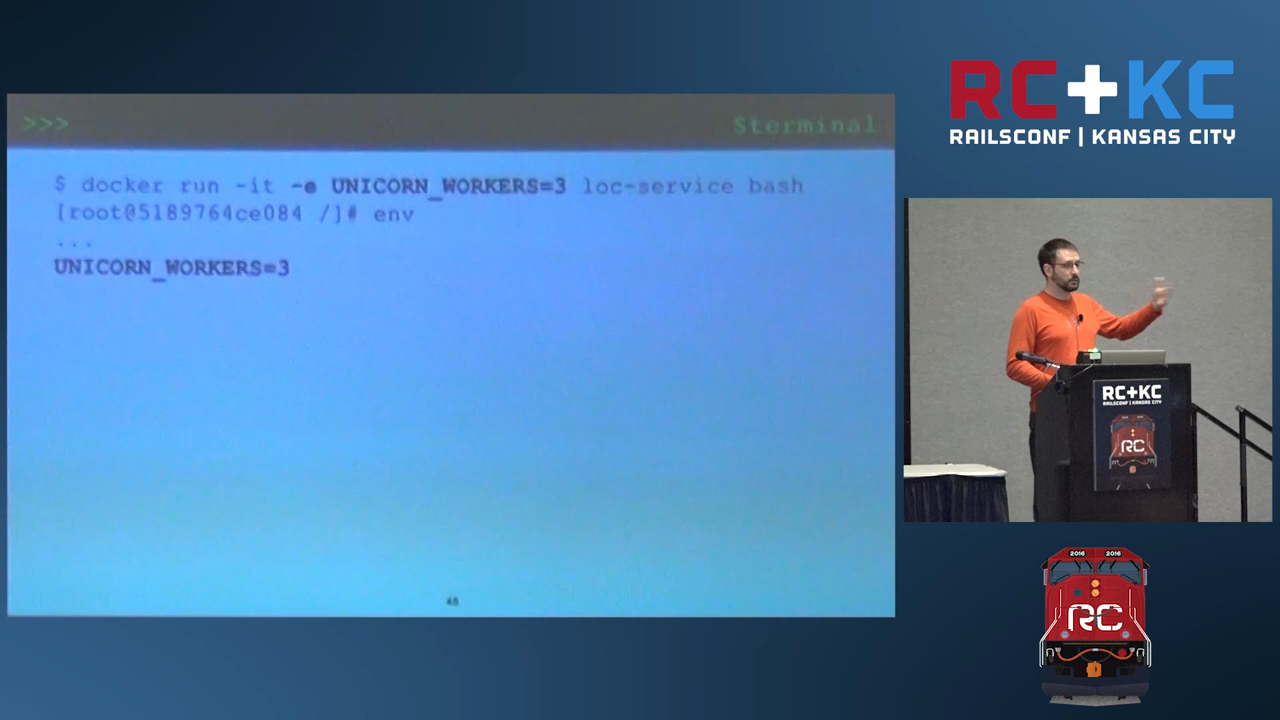 >>>
$terminal
$ docker run -it -e UNICORN_WORKERS=3 loc-service bash
[root@5189764ce084 /]# env
...
UNICORN_WORKERS=3
48
RC+KC
RAILSCONF | KANSAS CITY
RC+KC
RAILSCONF | KANSAS CITY
RC
2016
2016
RC